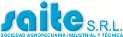 saite S.R.L.
SOCIEDAD AGROPECUARIA INDUSTRIAL Y TÉCNICA